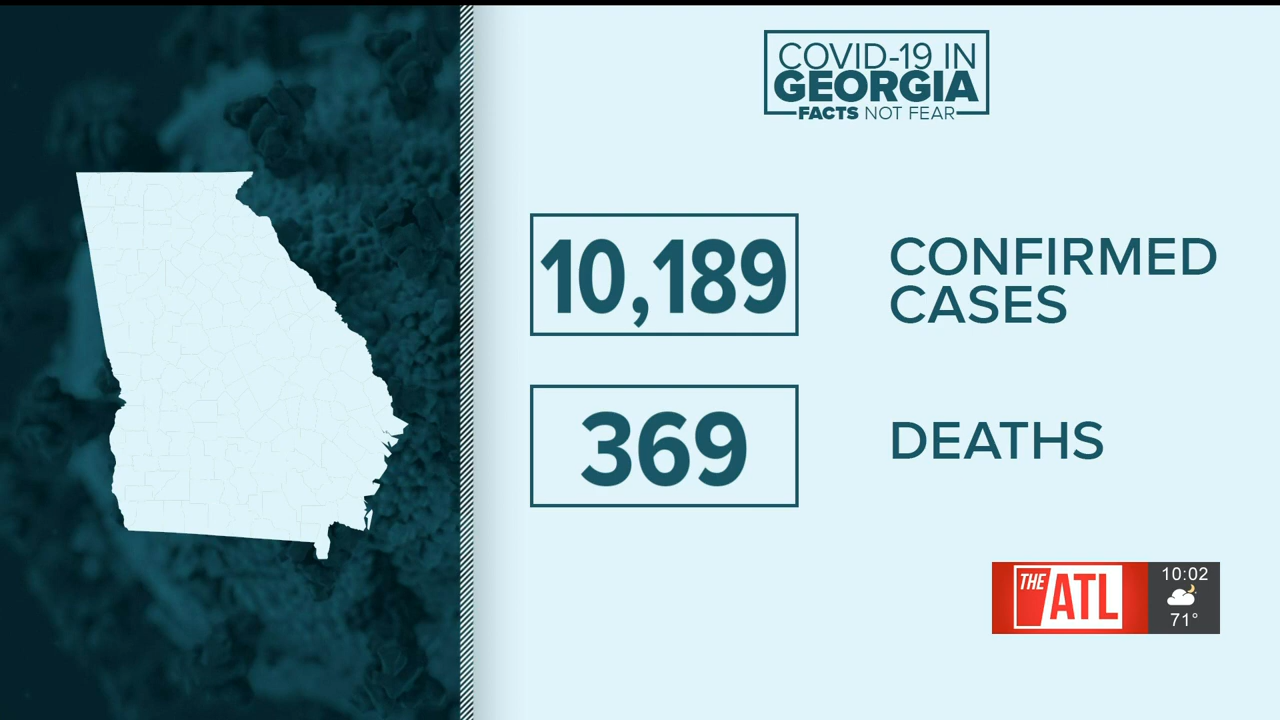 COVID-19 IN
GEORGIA
FACTS NOT FEAR
10,189
CONFIRMED
CASES
369
DEATHS
THE ATL
10:02
71°